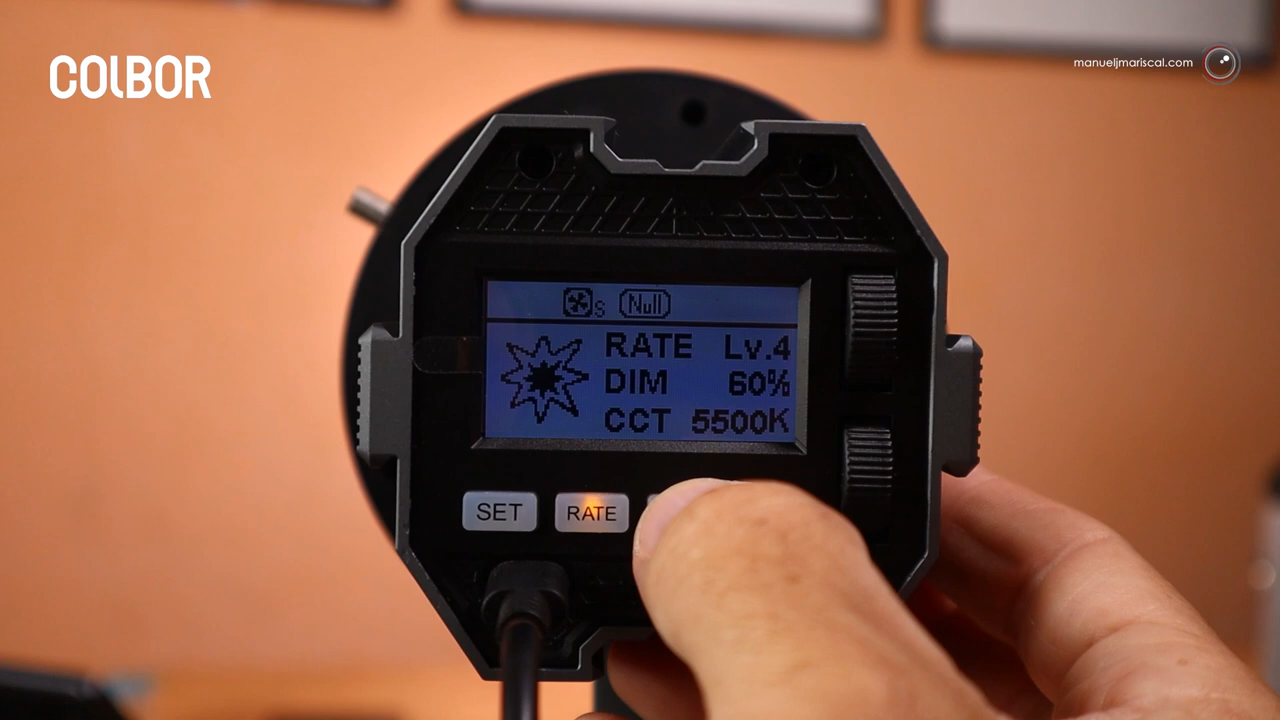 COLBOR
manueljmariscal.com
S Null
RATE Lv.4
DIM 60%
CCT 5500K
SET RATE